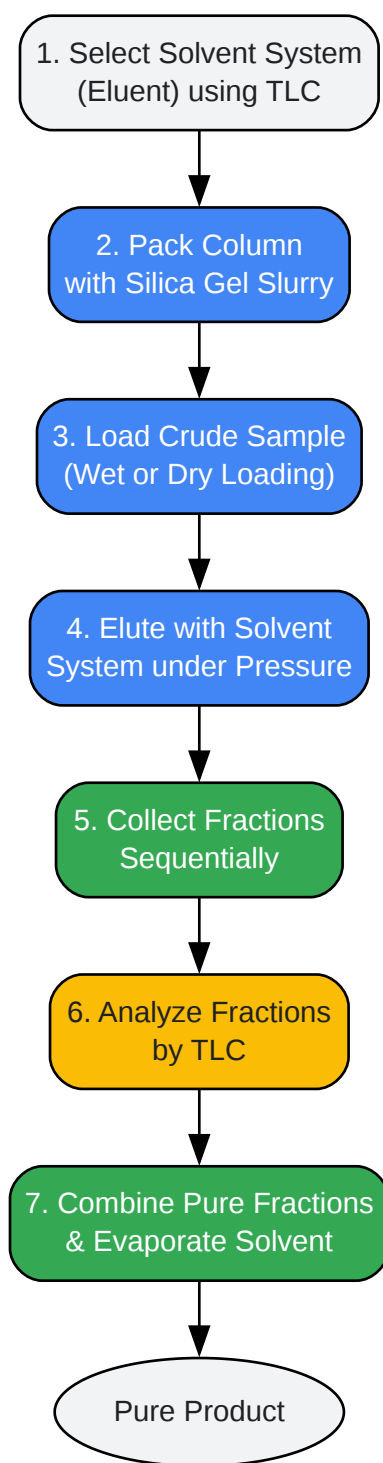 1. Select Solvent System
(Eluent) using TLC
2. Pack Column
with Silica Gel Slurry
3. Load Crude Sample
(Wet or Dry Loading)
4. Elute with Solvent
System under Pressure
5. Collect Fractions
Sequentially
6. Analyze Fractions
by TLC
7. Combine Pure Fractions
& Evaporate Solvent
Pure Product